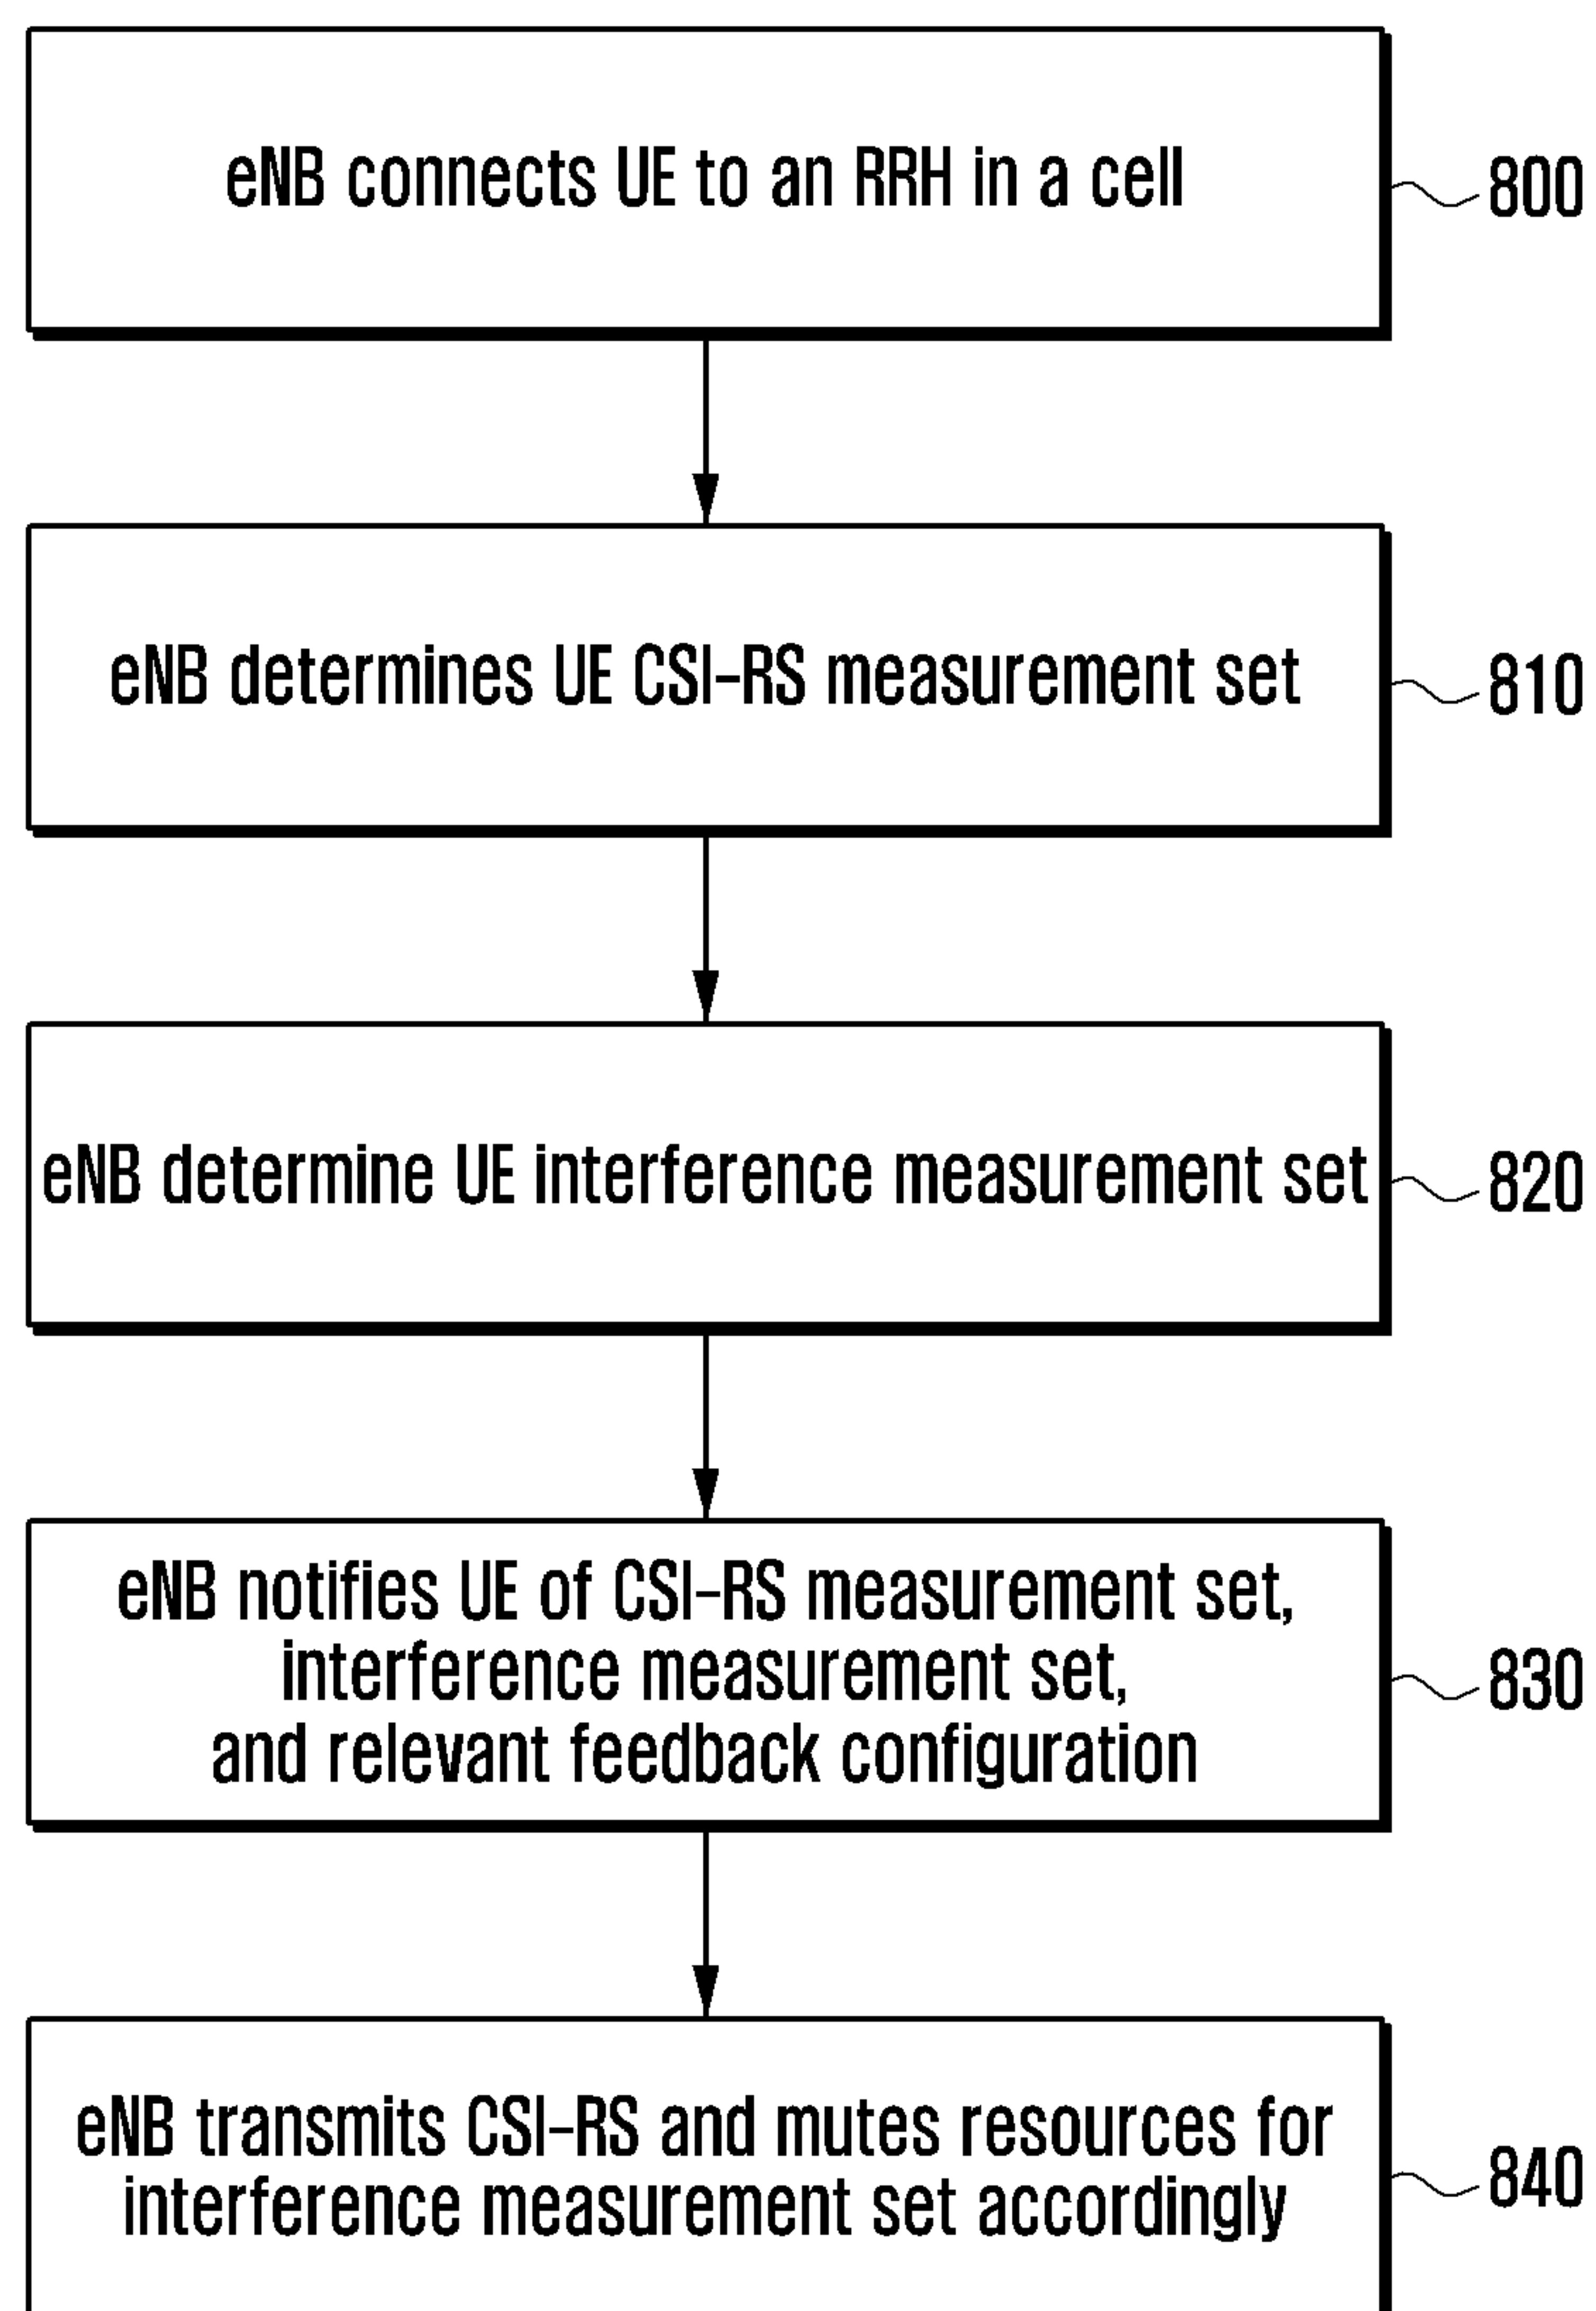 eNB connects UE to an RRH in a cell
800
eNB determines UE CSI-RS measurement set
810
eNB determine UE interference measurement set
820
eNB notifies UE of CSI-RS measurement set,
interference measurement set,
and relevant feedback configuration
830
eNB transmits CSI-RS and mutes resources for
interference measurement set accordingly
840